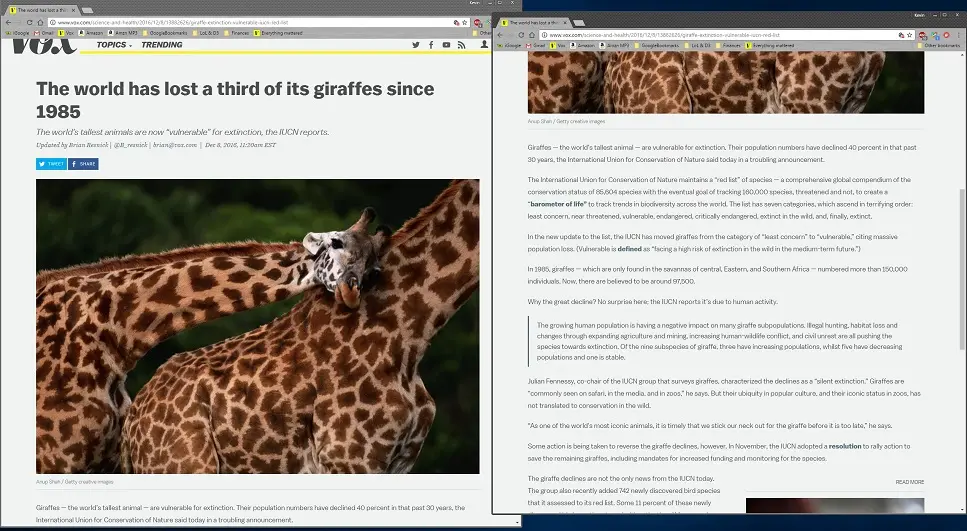 Kevin
The world has lost a third
www.vox.com/science-and-health/2016/12/8/13882626/giraffe-extinction-vulnerable-iucn-red-list
iGoogle Gmail Vox Amazon Amzn MP3 GoogleBookmarks LoL & D3 Finances Everything mattered Other
Vox TOPICS TRENDING
The world has lost a third of its giraffes since
1985
The world's tallest animals are now "vulnerable" for extinction, the IUCN reports.
Updated by Brian Resnick | @B_resnick | brian@vox.com | Dec 8, 2016, 11:20am EST
TWEET SHARE
Anup Shah / Getty creative images
Giraffes — the world's tallest animal — are vulnerable for extinction. Their population numbers have declined 40 percent in that past 30 years, the
International Union for Conservation of Nature said today in a troubling announcement.
Kevin
The world has lost a third
www.vox.com/science-and-health/2016/12/8/13882626/giraffe-extinction-vulnerable-iucn-red-list
iGoogle Gmail Vox Amazon Amzn MP3 GoogleBookmarks LoL & D3 Finances Everything mattered Other bookmarks
Anup Shah / Getty creative images
Giraffes — the world's tallest animal — are vulnerable for extinction. Their population numbers have declined 40 percent in that past
30 years, the International Union for Conservation of Nature said today in a troubling announcement.
The International Union for Conservation of Nature maintains a "red list" of species — a comprehensive global compendium of the
conservation status of 85,604 species with the eventual goal of tracking 160,000 species, threatened and not, to create a
"barometer of life" to track trends in biodiversity across the world. The list has seven categories, which ascend in terrifying order:
least concern, near threatened, vulnerable, endangered, critically endangered, extinct in the wild, and, finally, extinct.
In the new update to the list, the IUCN has moved giraffes from the category of "least concern" to "vulnerable," citing massive
population loss. (Vulnerable is defined as "facing a high risk of extinction in the wild in the medium-term future.")
In 1985, giraffes — which are only found in the savannas of central, Eastern, and Southern Africa — numbered more than 150,000
individuals. Now, there are believed to be around 97,500.
Why the great decline? No surprise here; the IUCN reports it's due to human activity.
The growing human population is having a negative impact on many giraffe subpopulations. Illegal hunting, habitat loss and
changes through expanding agriculture and mining, increasing human-wildlife conflict, and civil unrest are all pushing the
species towards extinction. Of the nine subspecies of giraffe, three have increasing populations, whilst five have decreasing
populations and one is stable.
Julian Fennessy, co-chair of the IUCN group that surveys giraffes, characterized the declines as a "silent extinction." Giraffes are
"commonly seen on safari, in the media, and in zoos," he says. But their ubiquity in popular culture, and their iconic status in zoos, has
not translated to conservation in the wild.
"As one of the world's most iconic animals, it is timely that we stick our neck out for the giraffe before it is too late," he says.
Some action is being taken to reverse the giraffe declines, however. In November, the IUCN adopted a resolution to rally action to
save the remaining giraffes, including mandates for increased funding and monitoring for the species.
The giraffe declines are not the only news from the IUCN today.
The group also recently added 742 newly discovered bird species
that it assessed to its red list. Some 11 percent of these newly
READ MORE